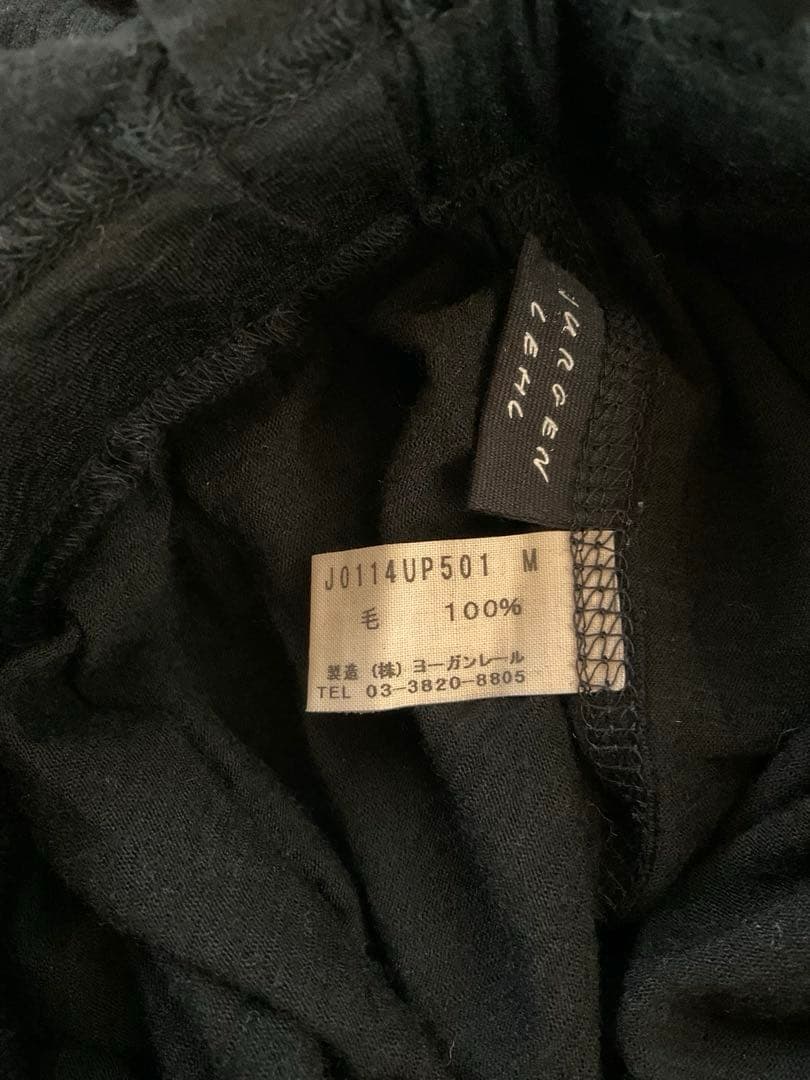 JURGEN
LEHL
J0114UP501 M
毛 100%
製造 (株) ヨーガンレール
TEL 03-3820-8805